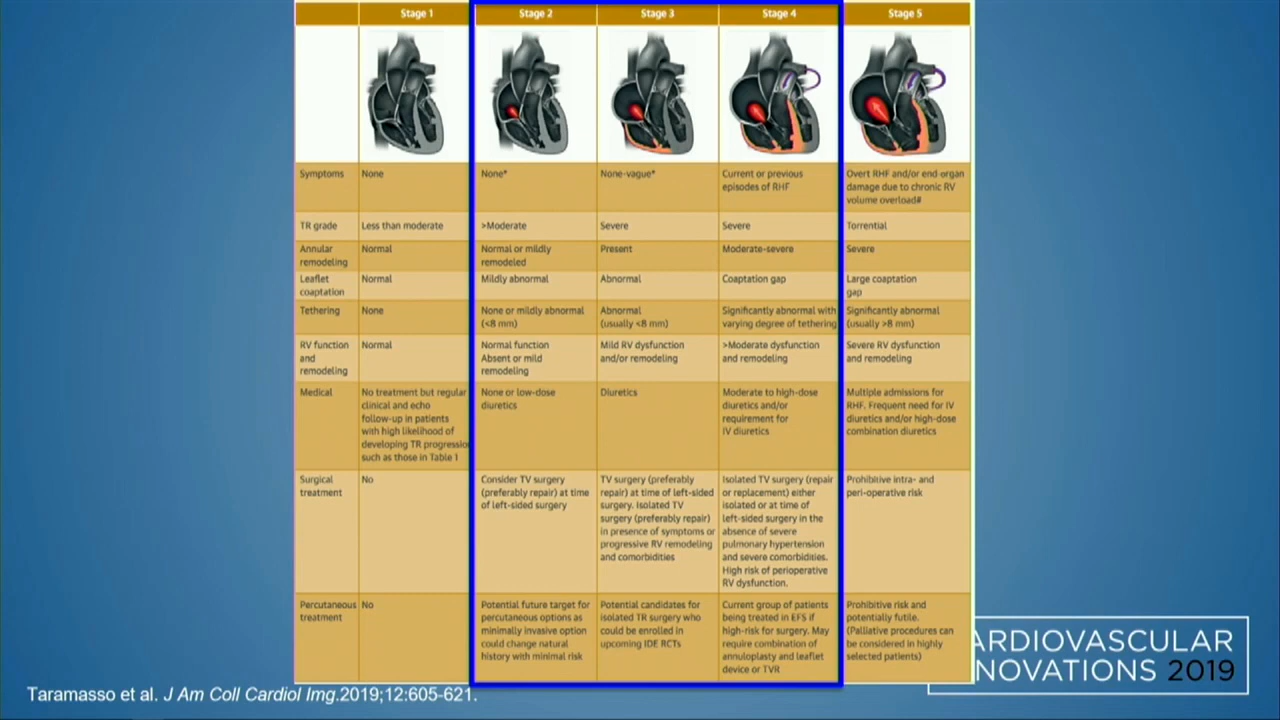 Stage 1
Stage 2
Stage 3
Stage 4
Stage 5
Symptoms
None
None*
None-vague*
Current or previous
episodes of RHF
Overt RHF and/or end-organ
damage due to chronic RV
volume overload#
TR grade
Less than moderate
>Moderate
Severe
Severe
Torrential
Annular
remodeling
Normal
Normal or mildly
remodeled
Present
Moderate-severe
Severe
Leaflet
coaptation
Normal
Mildly abnormal
Abnormal
Coaptation gap
Large coaptation
gap
Tethering
None
None or mildly abnormal
(<8 mm)
Abnormal
(usually <8 mm)
Significantly abnormal with
varying degree of tethering
Significantly abnormal
(usually >8 mm)
RV function
and
remodeling
Normal
Normal function
Absent or mild
remodeling
Mild RV dysfunction
and/or remodeling
>Moderate dysfunction
and remodeling
Severe RV dysfunction
and remodeling
Medical
No treatment but regular
clinical and echo
follow-up in patients
with high likelihood of
developing TR progressio
such as those in Table 1
None or low-dose
diuretics
Diuretics
Moderate to high-dose
diuretics and/or
requirement for
IV diuretics
Multiple admissions for
RHF. Frequent need for IV
diuretics and/or high-dose
combination diuretics
Surgical
treatment
No
Consider TV surgery
(preferably repair) at time
of left-sided surgery
TV surgery (preferably
repair) at time of left-sided
surgery. Isolated TV
surgery (preferably repair)
in presence of symptoms or
progressive RV remodeling
and comorbidities
Isolated TV surgery (repair
or replacement) either
isolated or at time of
left-sided surgery in the
absence of severe
pulmonary hypertension
and severe comorbidities.
High risk of perioperative
RV dysfunction.
Prohibitive intra- and
peri-operative risk
Percutaneous
treatment
No
Potential future target for
percutaneous options as
minimally invasive option
could change natural
history with minimal risk
Potential candidates for
isolated TR surgery who
could be enrolled in
upcoming IDE RCTs
Current group of patients
being treated in EFS if
high-risk for surgery. May
require combination of
annuloplasty and leaflet
device or TVR
Prohibitive risk and
potentially futile.
(Palliative procedures can
be considered in highly
selected patients)
ARDIOVASCULAR
NOVATIONS 2019
Taramasso et al. J Am Coll Cardiol Img.2019;12:605-621.